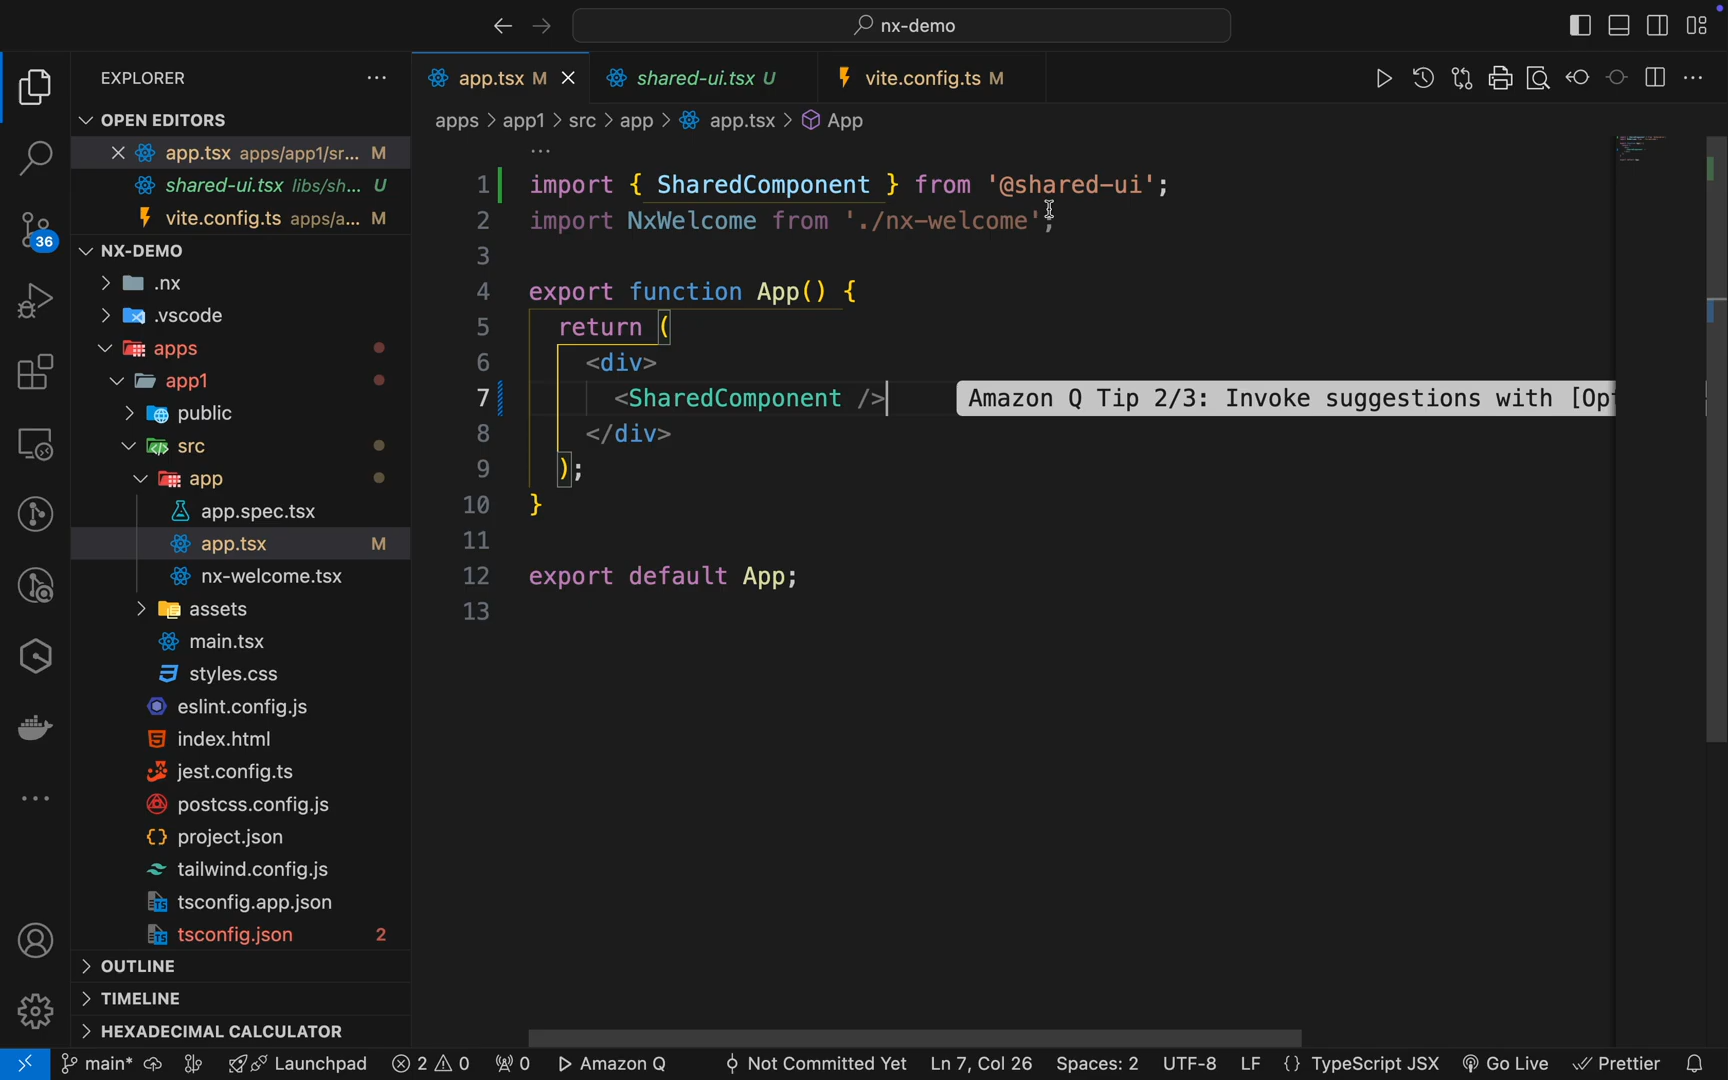 nx-demo
EXPLORER
OPEN EDITORS
app.tsx apps/app1/sr... M
shared-ui.tsx libs/sh... U
vite.config.ts apps/a... M
NX-DEMO
.nx
.vscode
apps
app1
public
src
app
app.spec.tsx
app.tsx M
nx-welcome.tsx
assets
main.tsx
styles.css
eslint.config.js
index.html
jest.config.ts
postcss.config.js
project.json
tailwind.config.js
tsconfig.app.json
tsconfig.json 2
OUTLINE
TIMELINE
HEXADECIMAL CALCULATOR
36
app.tsx M
shared-ui.tsx U
vite.config.ts M
apps > app1 > src > app > app.tsx > App
...
1 import { SharedComponent } from '@shared-ui';
2 import NxWelcome from './nx-welcome';
3
4 export function App() {
5 return (
6 <div>
7 <SharedComponent /> Amazon Q Tip 2/3: Invoke suggestions with [Op
8 </div>
9 );
10 }
11
12 export default App;
13
main* Launchpad 2 0 0 Amazon Q Not Committed Yet Ln 7, Col 26 Spaces: 2 UTF-8 LF {} TypeScript JSX Go Live Prettier